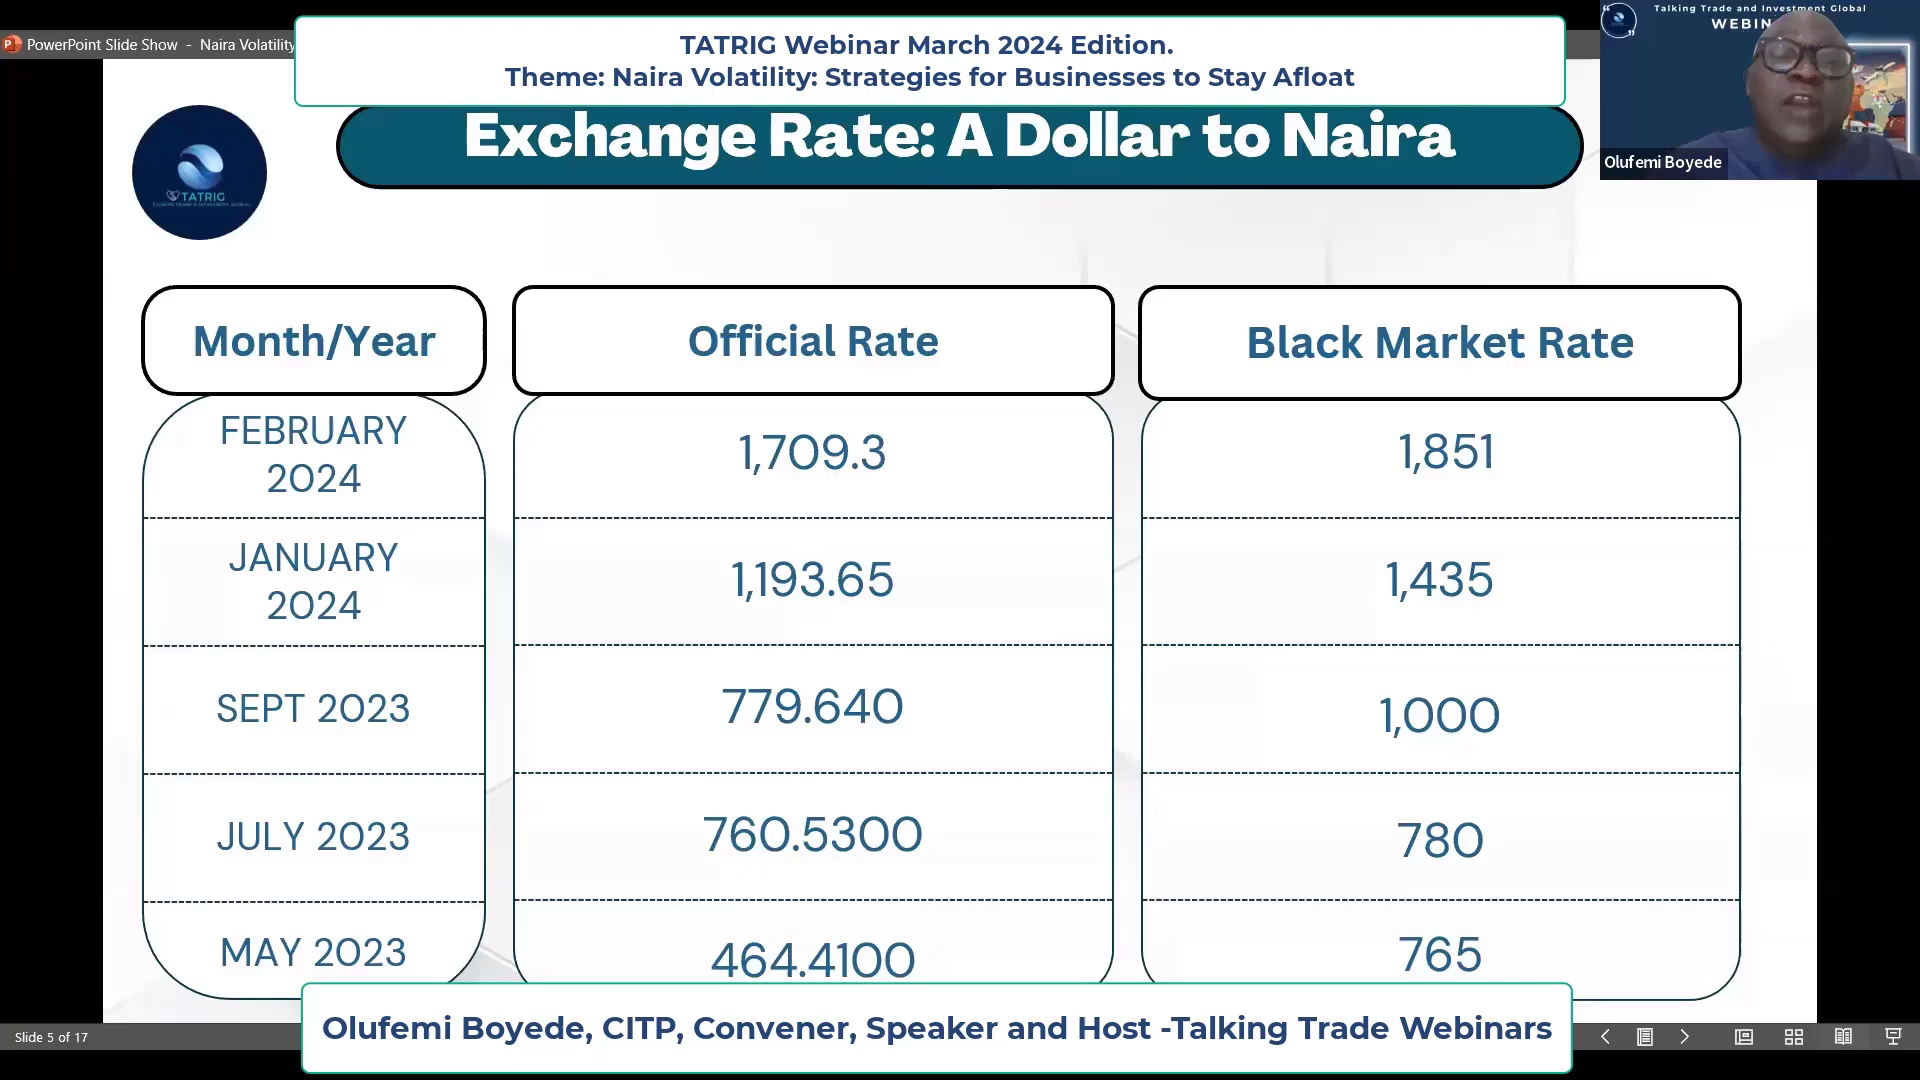 PowerPoint Slide Show - Naira Volatility
TATRIG Webinar March 2024 Edition.
Theme: Naira Volatility: Strategies for Businesses to Stay Afloat
Talking Trade and Investment Global
Olufemi Boyede
Exchange Rate: A Dollar to Naira
TATRIG
Month/Year Official Rate Black Market Rate
FEBRUARY
2024 1,709.3 1,851
JANUARY
2024 1,193.65 1,435
SEPT 2023 779.640 1,000
JULY 2023 760.5300 780
MAY 2023 464.4100 765
Olufemi Boyede, CITP, Convener, Speaker and Host -Talking Trade Webinars
Slide 5 of 17